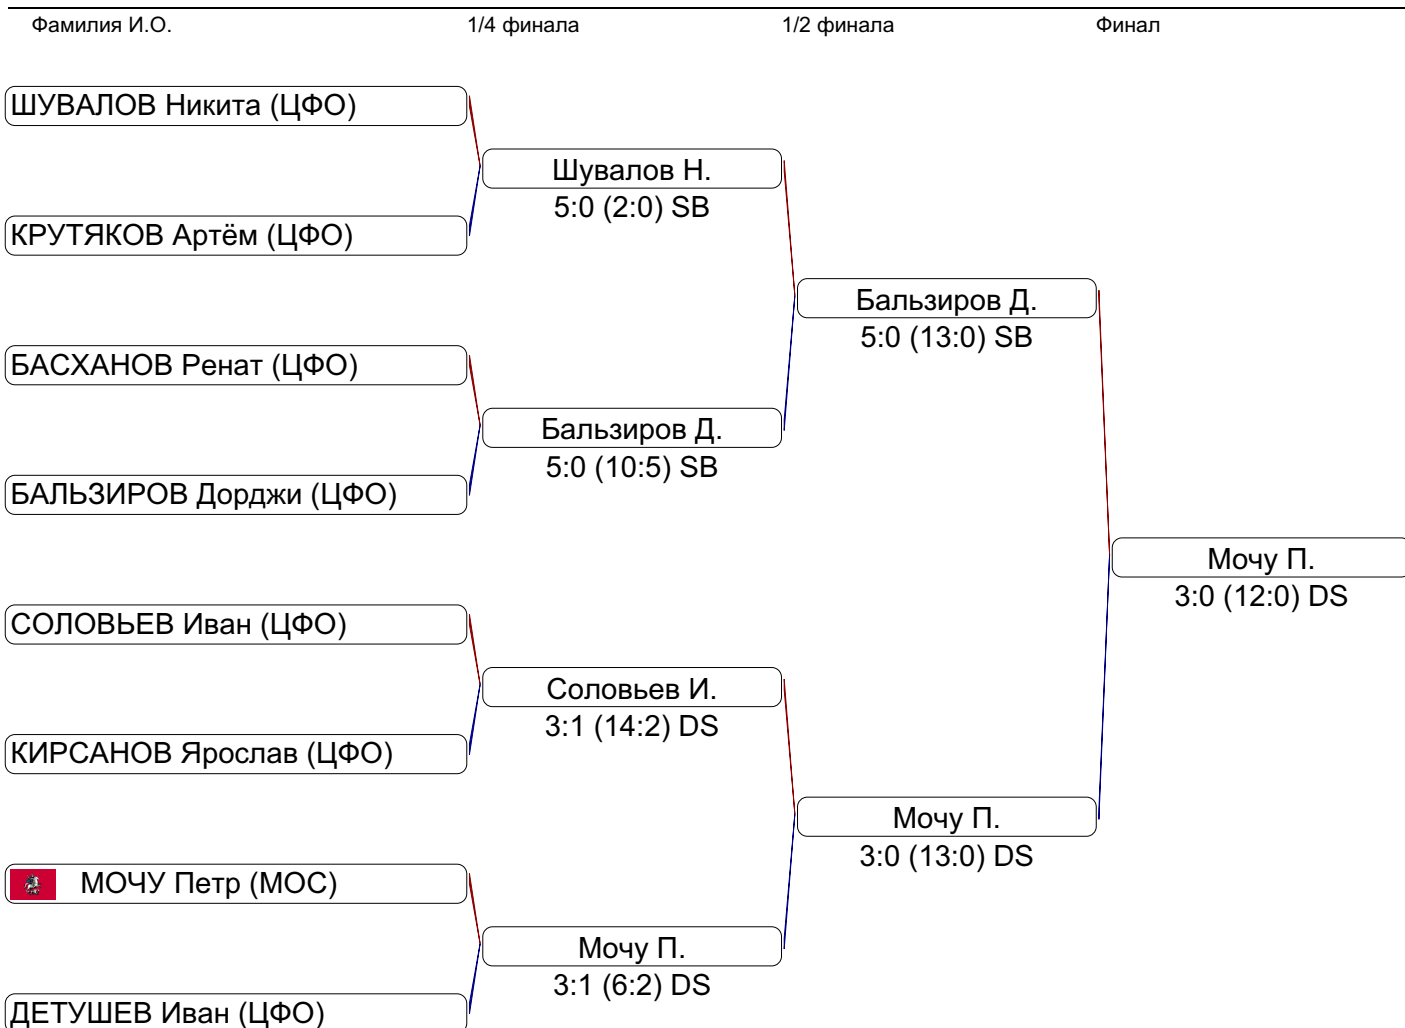 Фамилия И.О. 1/4 финала 1/2 финала Финал
ШУВАЛОВ Никита (ЦФО)
Шувалов Н.
5:0 (2:0) SB
КРУТЯКОВ Артём (ЦФО)
Бальзиров Д.
5:0 (13:0) SB
БАСХАНОВ Ренат (ЦФО)
Бальзиров Д.
5:0 (10:5) SB
БАЛЬЗИРОВ Дорджи (ЦФО)
Мочу П.
3:0 (12:0) DS
СОЛОВЬЕВ Иван (ЦФО)
Соловьев И.
3:1 (14:2) DS
КИРСАНОВ Ярослав (ЦФО)
Мочу П.
3:0 (13:0) DS
МОЧУ Петр (МОС)
Мочу П.
3:1 (6:2) DS
ДЕТУШЕВ Иван (ЦФО)